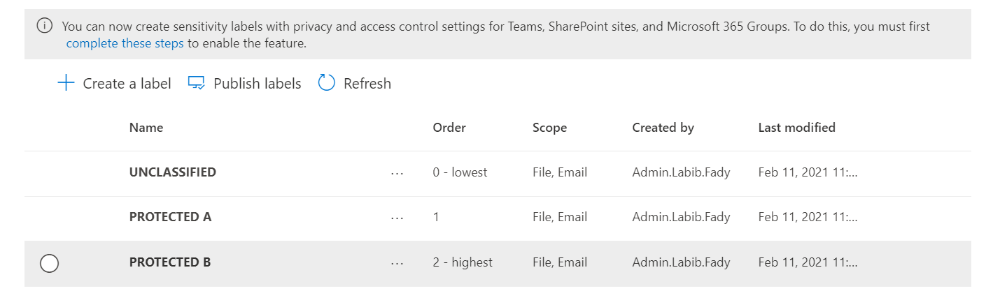 You can now create sensitivity labels with privacy and access control settings for Teams, SharePoint sites, and Microsoft 365 Groups. To do this, you must first
complete these steps to enable the feature.
Create a label Publish labels Refresh
Name Order Scope Created by Last modified
UNCLASSIFIED ... 0 - lowest File, Email Admin.Labib.Fady Feb 11, 2021 11:...
PROTECTED A ... 1 File, Email Admin.Labib.Fady Feb 11, 2021 11:...
PROTECTED B ... 2 - highest File, Email Admin.Labib.Fady Feb 11, 2021 11:...